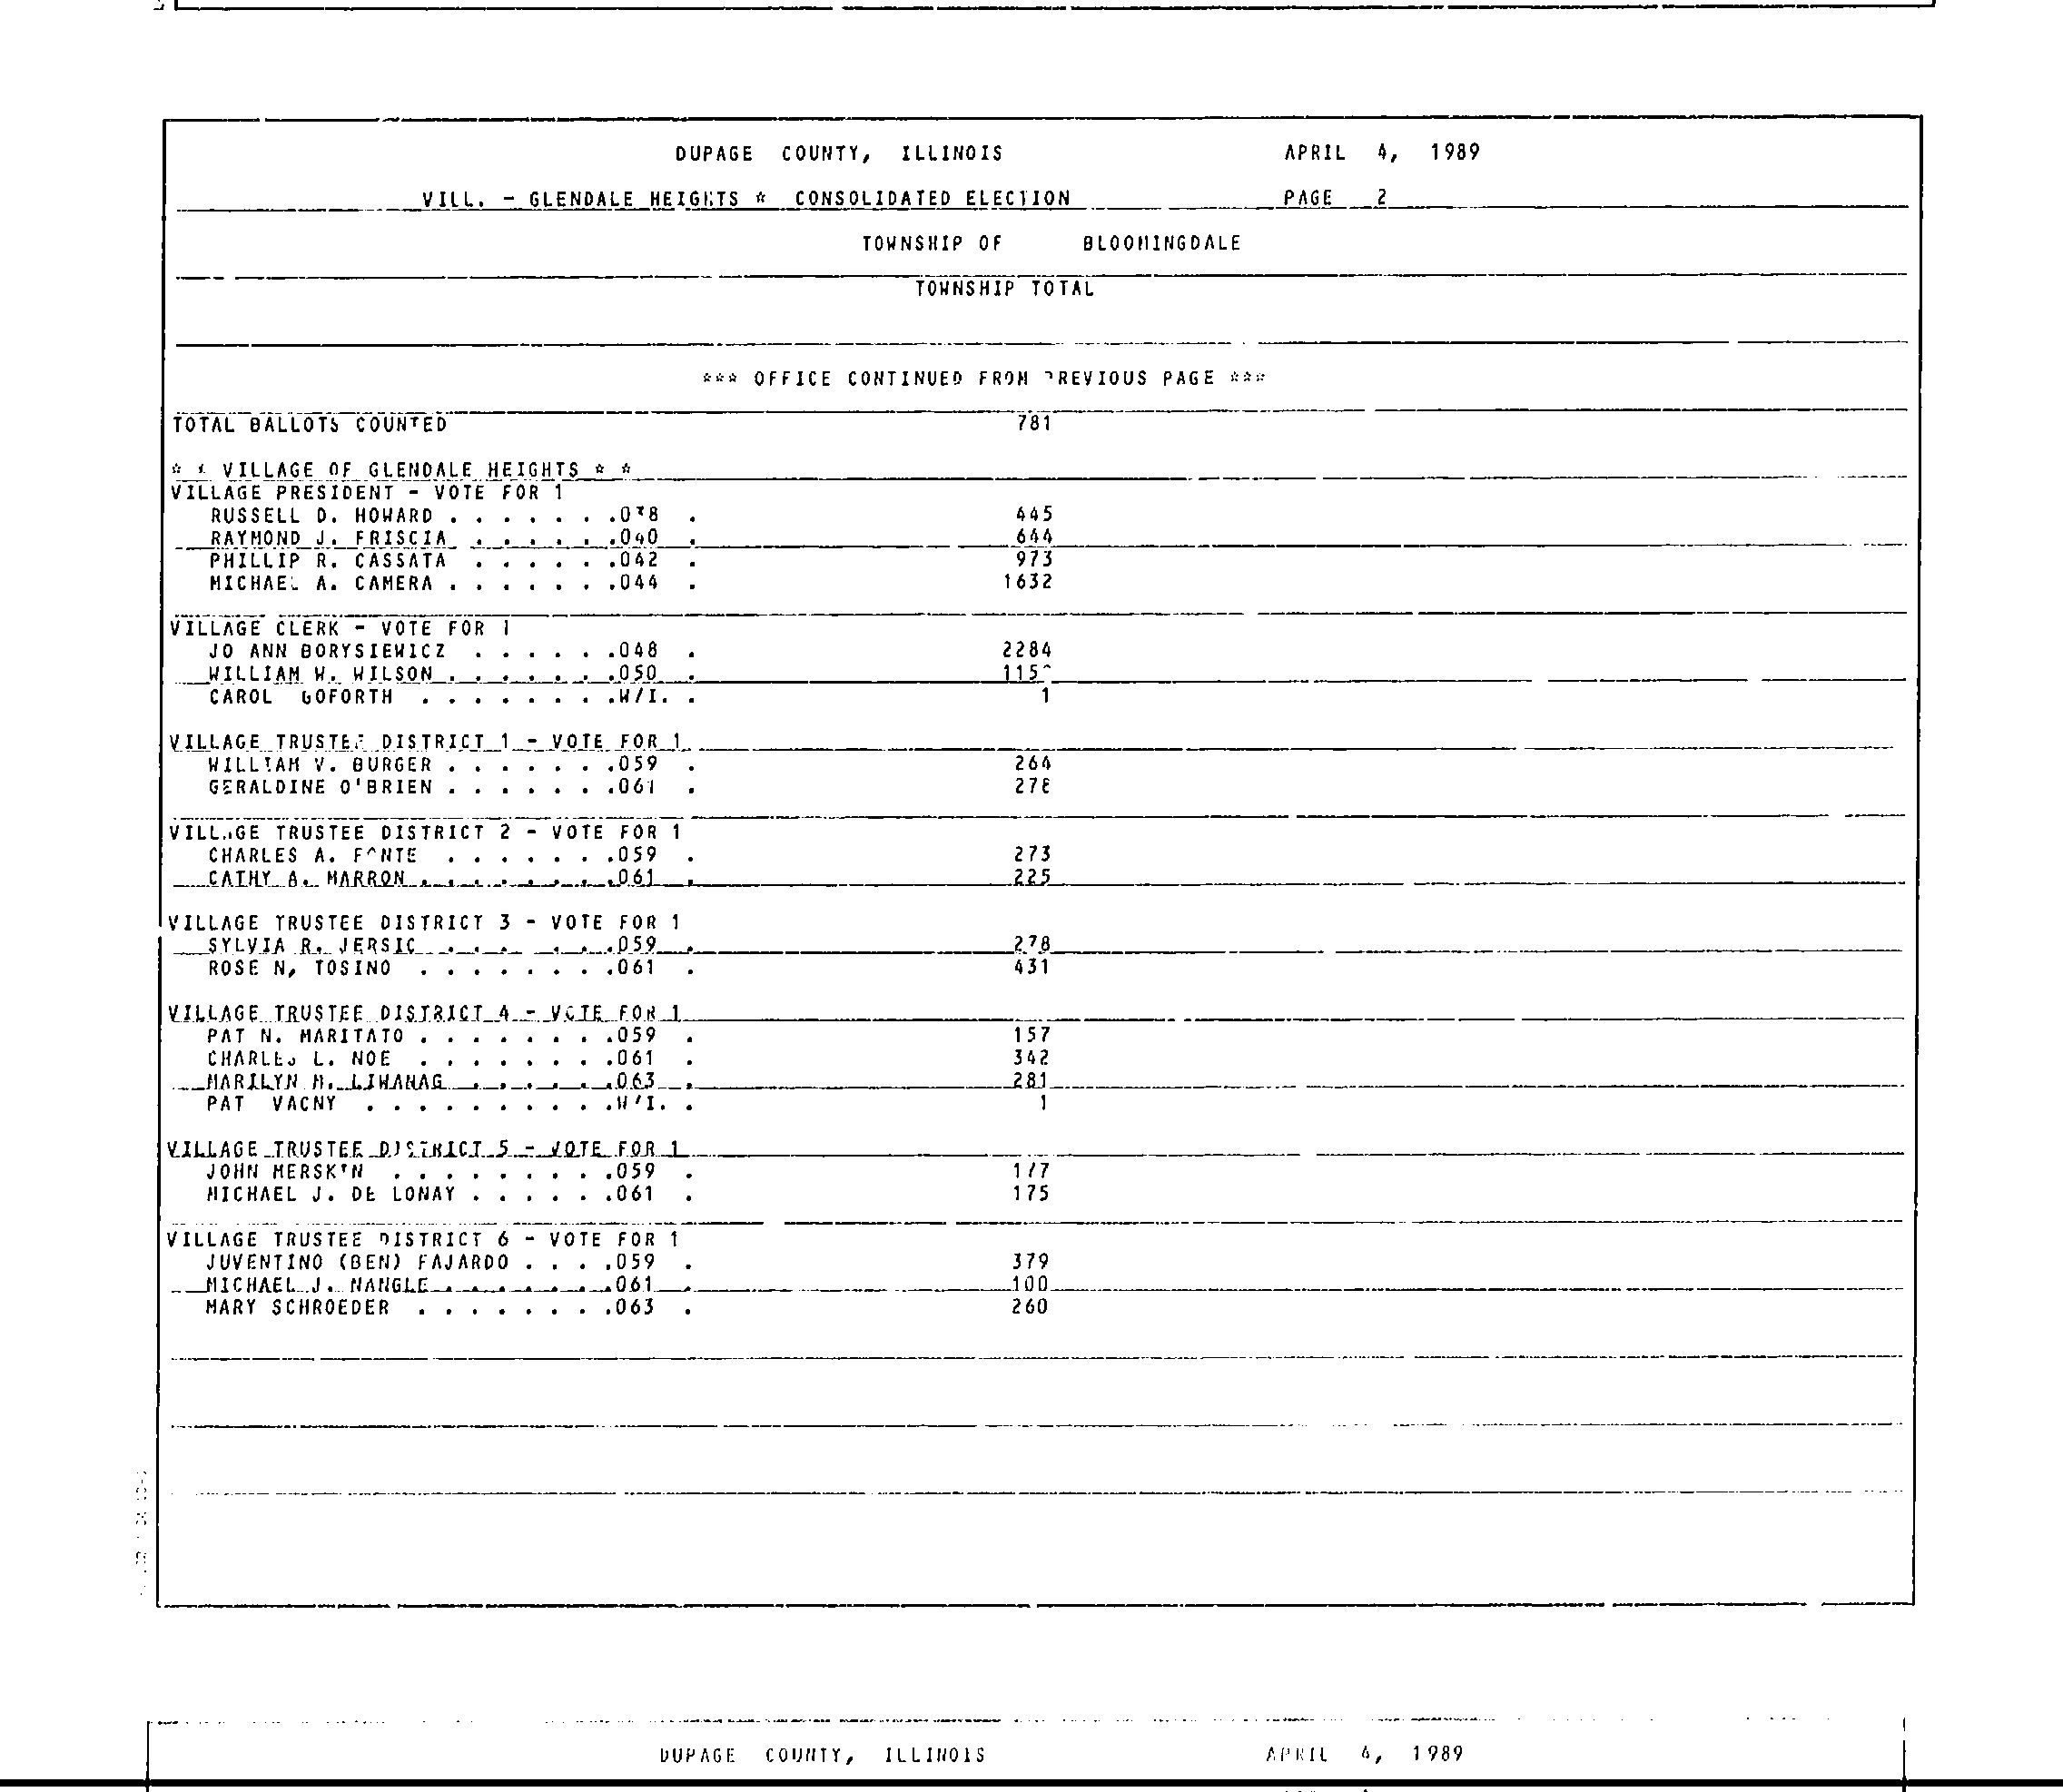 DUPAGE COUNTY, ILLINOIS APRIL 4, 1989
VILL. - GLENDALE HEIGHTS * CONSOLIDATED ELECTION PAGE 2
TOWNSHIP OF BLOOMINGDALE
TOWNSHIP TOTAL
*** OFFICE CONTINUED FROM PREVIOUS PAGE ***
TOTAL BALLOTS COUNTED 781
* * VILLAGE OF GLENDALE HEIGHTS * *
VILLAGE PRESIDENT - VOTE FOR 1
RUSSELL D. HOWARD . . . . . . .038 . 445
RAYMOND J. FRISCIA . . . . . .040 . 644
PHILLIP R. CASSATA . . . . . .042 . 973
MICHAEL A. CAMERA . . . . . . .044 . 1632
VILLAGE CLERK - VOTE FOR 1
JO ANN BORYSIEWICZ . . . . . .048 . 2284
WILLIAM W. WILSON . . . . . . .050 .
CAROL GOFORTH . . . . . . . .W/I. . 1
VILLAGE TRUSTEE DISTRICT 1 - VOTE FOR 1
WILLIAM V. BURGER . . . . . . .059 . 264
GERALDINE O'BRIEN . . . . . . .061 . 278
VILLAGE TRUSTEE DISTRICT 2 - VOTE FOR 1
CHARLES A. . . . . . . .059 . 273
CATHY A. MARRON . . . . . . . .061 . 225
VILLAGE TRUSTEE DISTRICT 3 - VOTE FOR 1
SYLVIA R. JERSIC . . . . . . .059 . 278
ROSE N, TOSINO . . . . . . . .061 . 431
VILLAGE TRUSTEE DISTRICT 4 - VOTE FOR 1
PAT N. MARITATO . . . . . . . .059 . 157
CHARLES L. NOE . . . . . . . .061 . 342
MARILYN M. LIWANAG . . . . . .063 . 281
PAT VACNY . . . . . . . . . .W/I. . 1
VILLAGE TRUSTEE DISTRICT 5 - VOTE FOR 1
JOHN . . . . . . . . .059 . 177
MICHAEL J. DE LONAY . . . . . .061 . 175
VILLAGE TRUSTEE DISTRICT 6 - VOTE FOR 1
JUVENTINO (BEN) FAJARDO . . . .059 . 379
MICHAEL J. NANGLE . . . . . . .061 . 100
MARY SCHROEDER . . . . . . . .063 . 260
DUPAGE COUNTY, ILLINOIS APRIL 4, 1989